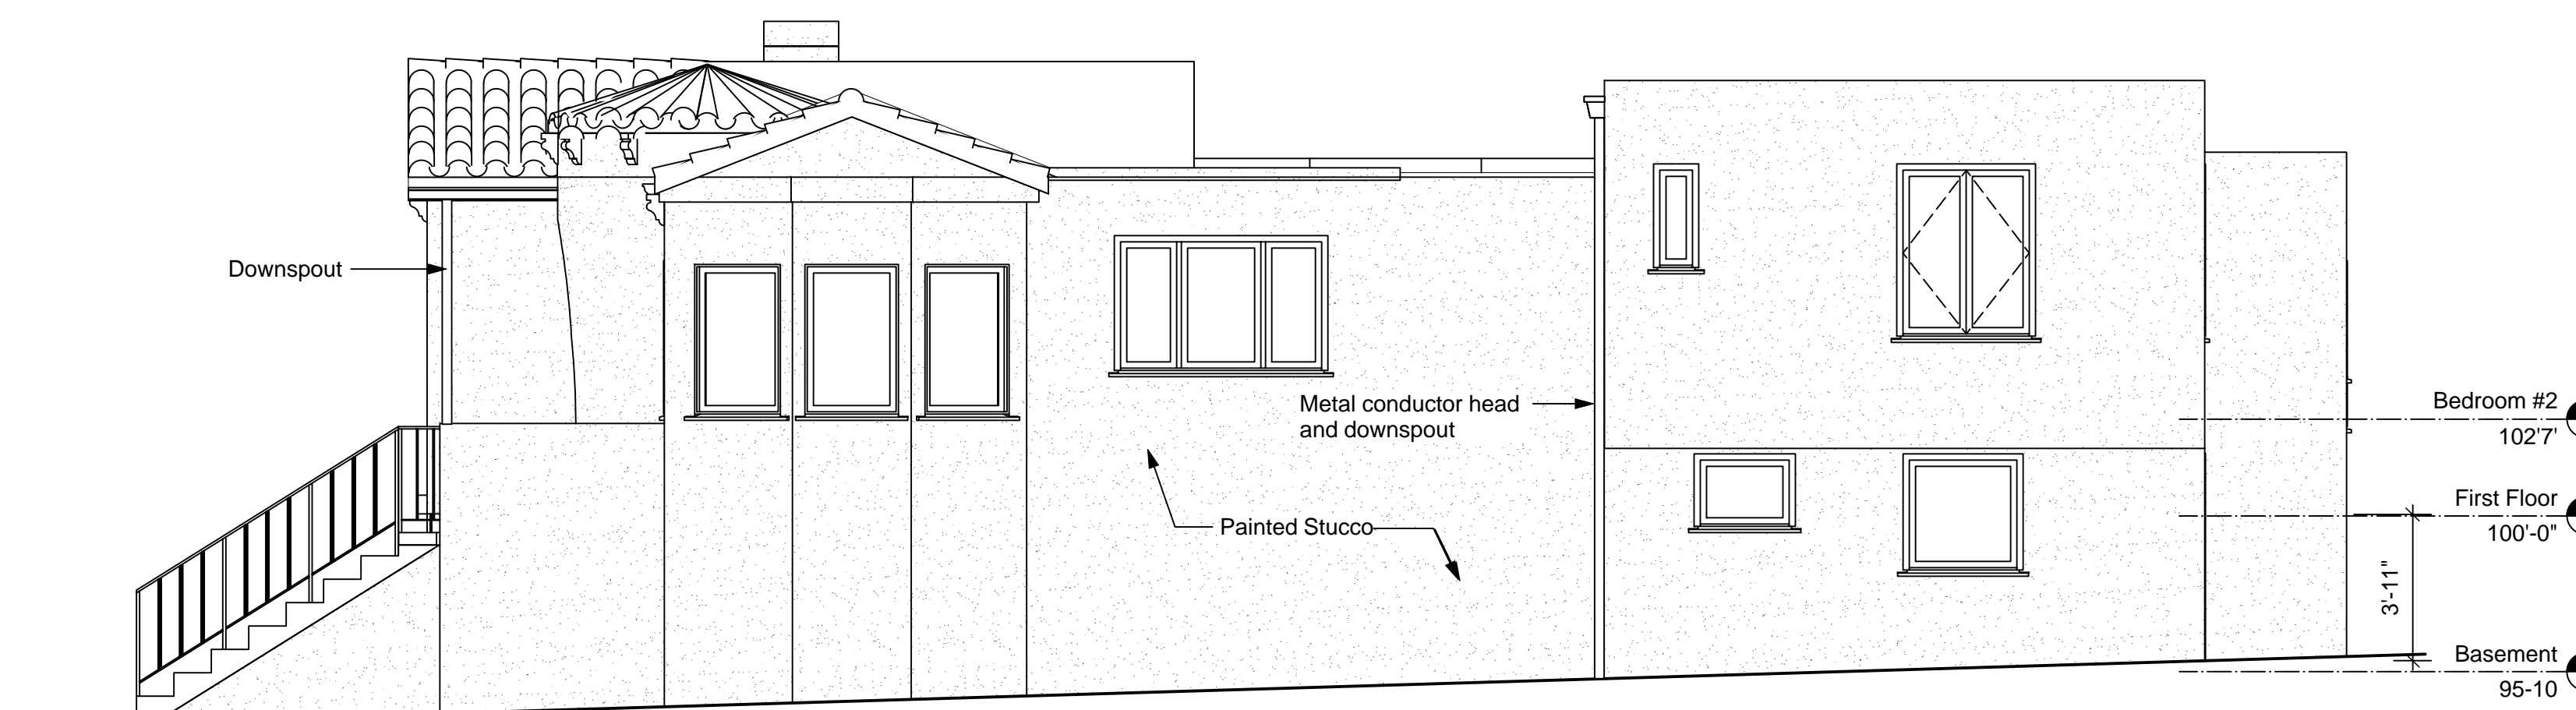 Downspout
Metal conductor head
and downspout
Painted Stucco
Bedroom #2
102'7'
First Floor
100'-0"
3'-11"
Basement
95-10